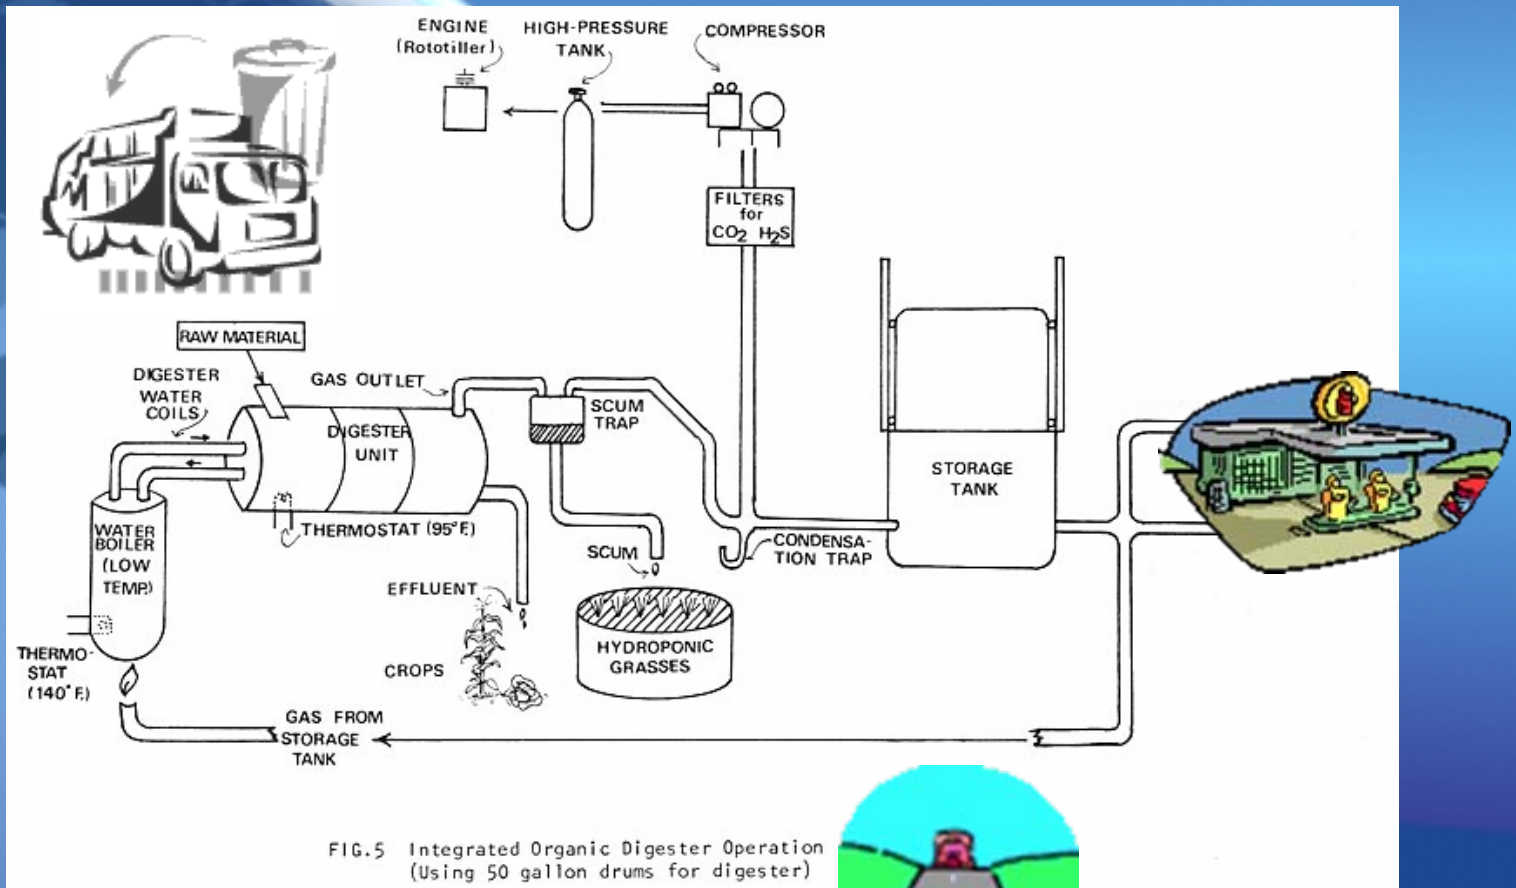 ENGINE
(Rototiller)
HIGH-PRESSURE
TANK
COMPRESSOR
FILTERS
for
CO2 H2S
RAW MATERIAL
DIGESTER
WATER
COILS
GAS OUTLET
SCUM
TRAP
DIGESTER
UNIT
STORAGE
TANK
THERMOSTAT (95°F.)
WATER
BOILER
(LOW
TEMP.)
SCUM
CONDENSA-
TION TRAP
EFFLUENT
HYDROPONIC
GRASSES
CROPS
THERMO-
STAT
(140°F.)
GAS FROM
STORAGE
TANK
FIG.5 Integrated Organic Digester Operation
(Using 50 gallon drums for digester)